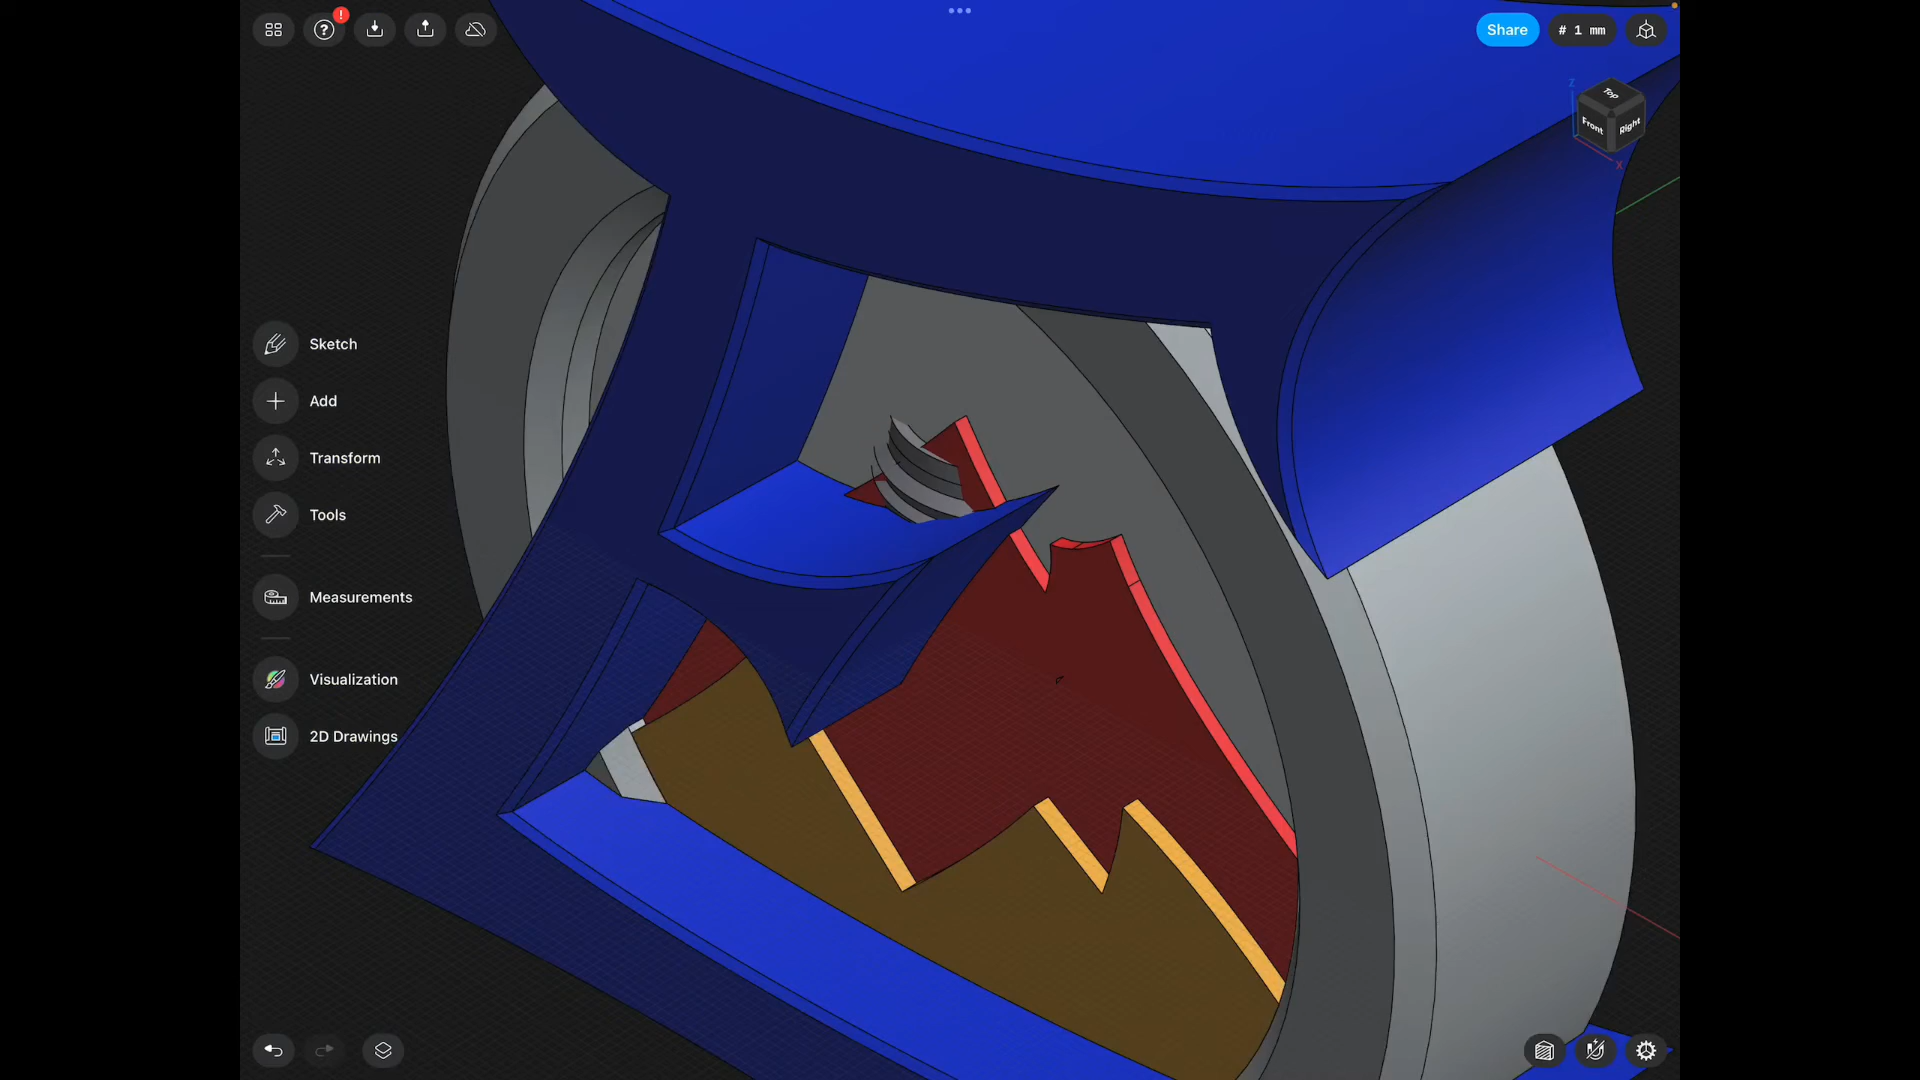 !
Share
# 1 mm
Z
Top
Front
Right
X
Sketch
Add
Transform
Tools
Measurements
Visualization
2D Drawings